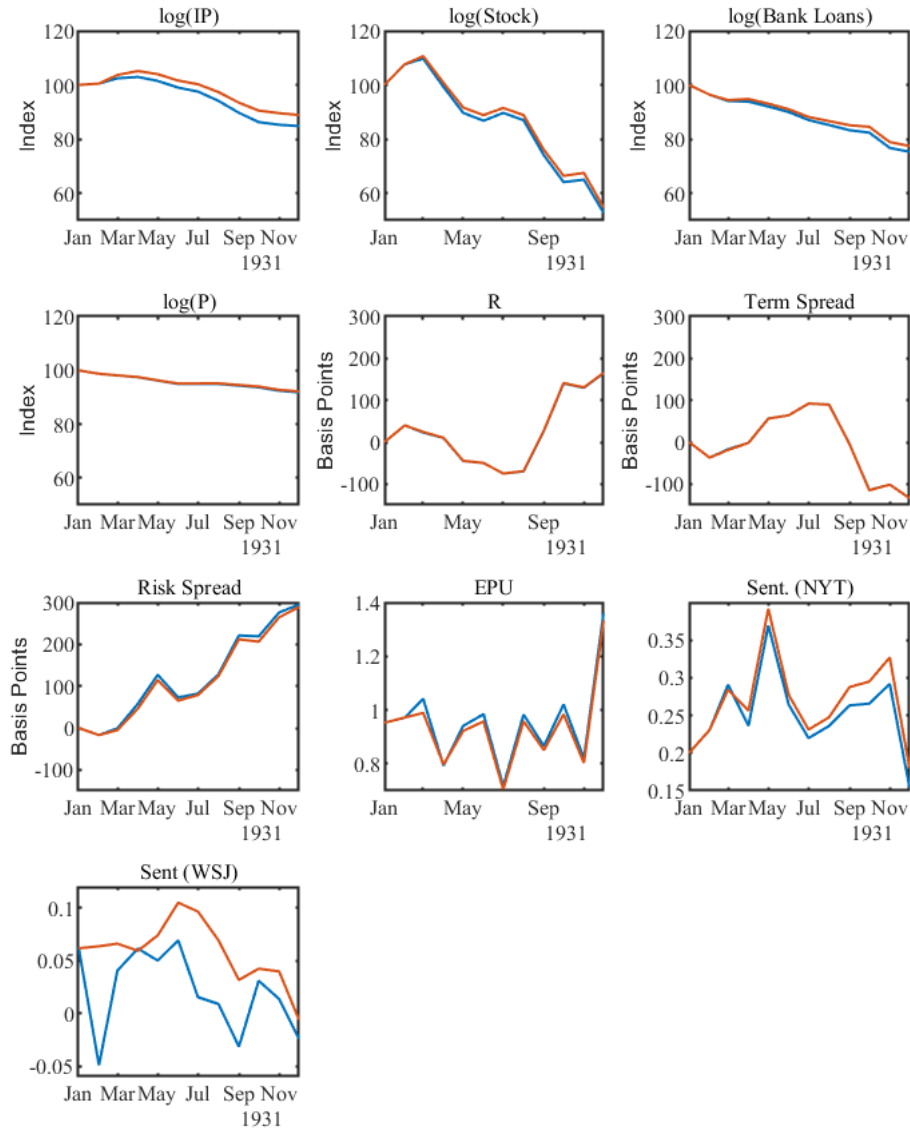 log(IP)
120
100
80
60
Index
Jan Mar May Jul Sep Nov
1931
log(Stock)
120
100
80
60
Index
Jan May Sep
1931
log(Bank Loans)
120
100
80
60
Index
Jan Mar May Jul Sep Nov
1931
log(P)
120
100
80
60
Index
Jan Mar May Jul Sep Nov
1931
R
300
200
100
0
-100
Basis Points
Jan May Sep
1931
Term Spread
300
200
100
0
-100
Basis Points
Jan Mar May Jul Sep Nov
1931
Risk Spread
300
200
100
0
-100
Basis Points
Jan Mar May Jul Sep Nov
1931
EPU
1.4
1.2
1
0.8
Jan May Sep
1931
Sent. (NYT)
0.35
0.3
0.25
0.2
0.15
Jan Mar May Jul Sep Nov
1931
Sent (WSJ)
0.1
0.05
0
-0.05
Jan Mar May Jul Sep Nov
1931